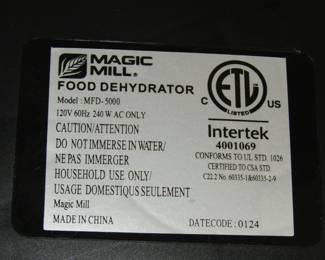 MAGIC
MILL®
FOOD DEHYDRATOR
Model : MFD-5000
120V 60Hz 240 W AC ONLY
CAUTION/ATTENTION
DO NOT IMMERSE IN WATER/
NE PAS IMMERGER
HOUSEHOLD USE ONLY/
USAGE DOMESTIQUE SEULEMENT
Magic Mill
MADE IN CHINA
C ETL US
LISTED
Intertek
4001069
CONFORMS TO UL STD. 1026
CERTIFIED TO CSA STD.
C22.2 No. 60335-1&60335-2-9
DATECODE : 0124